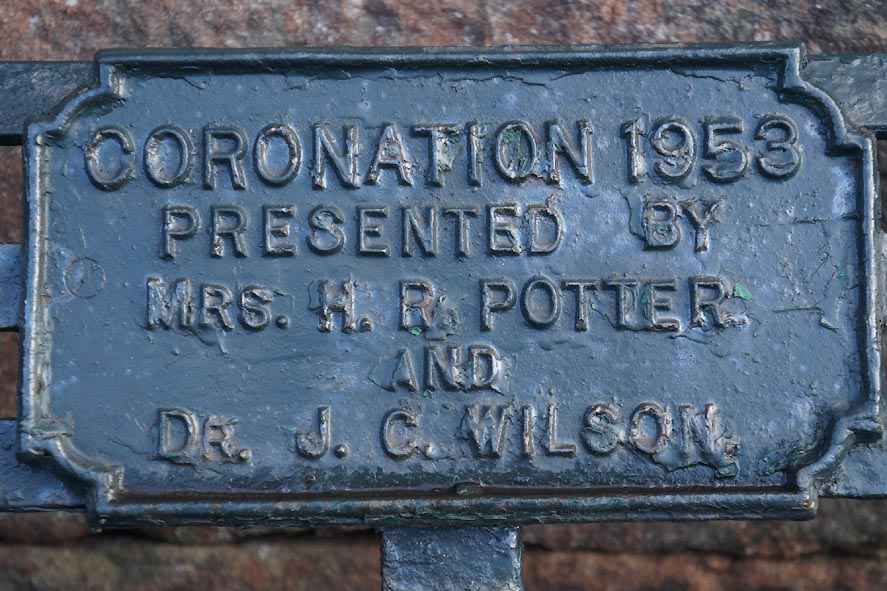 CORONATION 1953
PRESENTED BY
MRS. H. R. POTTER
AND
DR. J. C. WILSON.